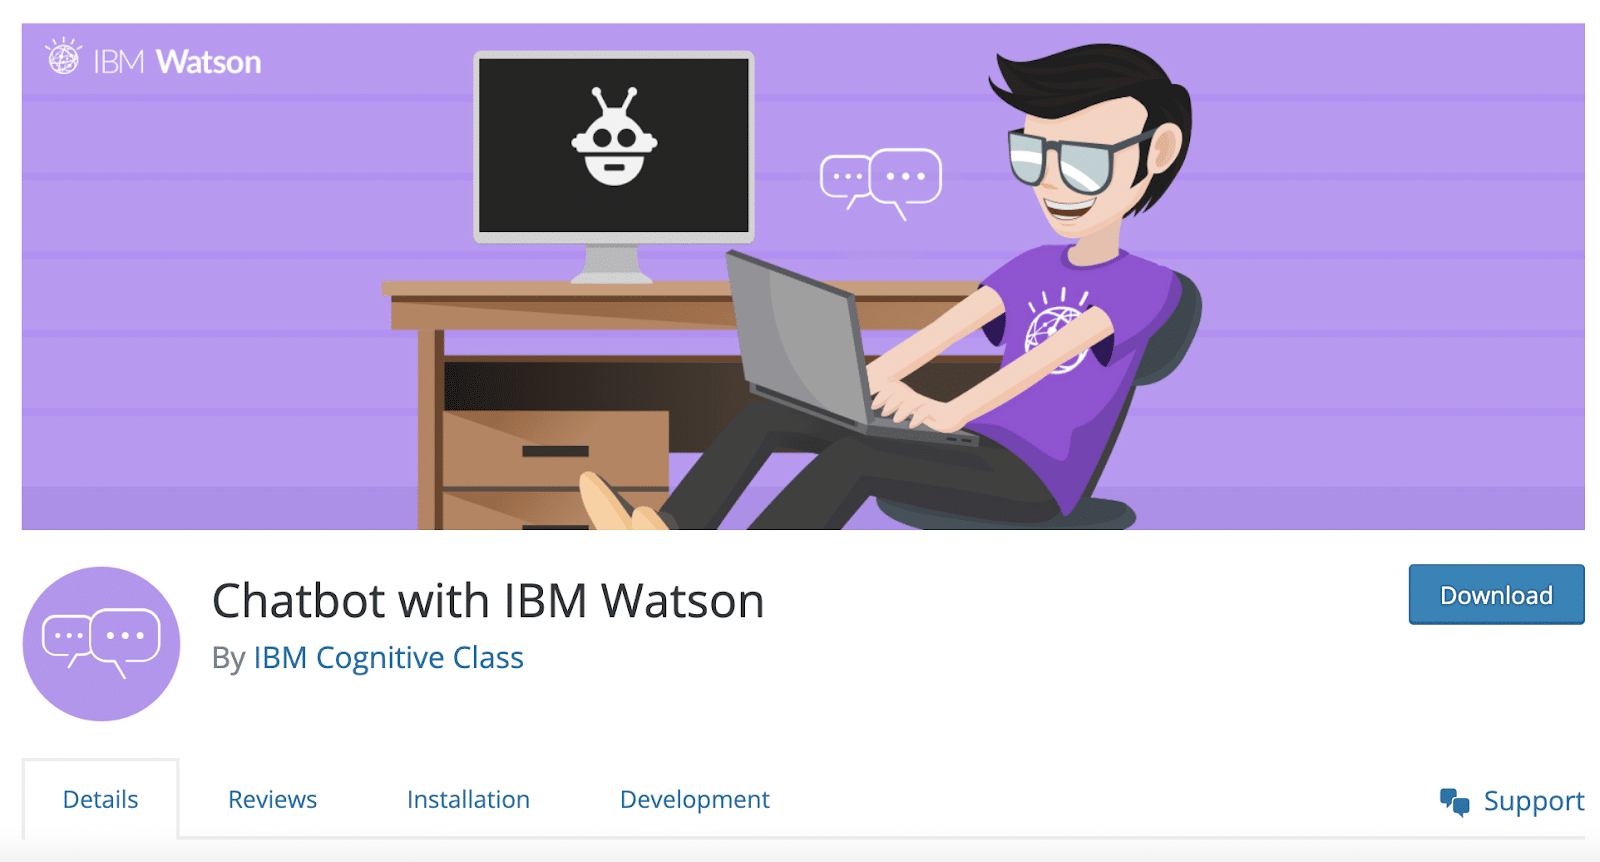 IBM Watson
Chatbot with IBM Watson
Download
By IBM Cognitive Class
Details
Reviews
Installation
Development
Support